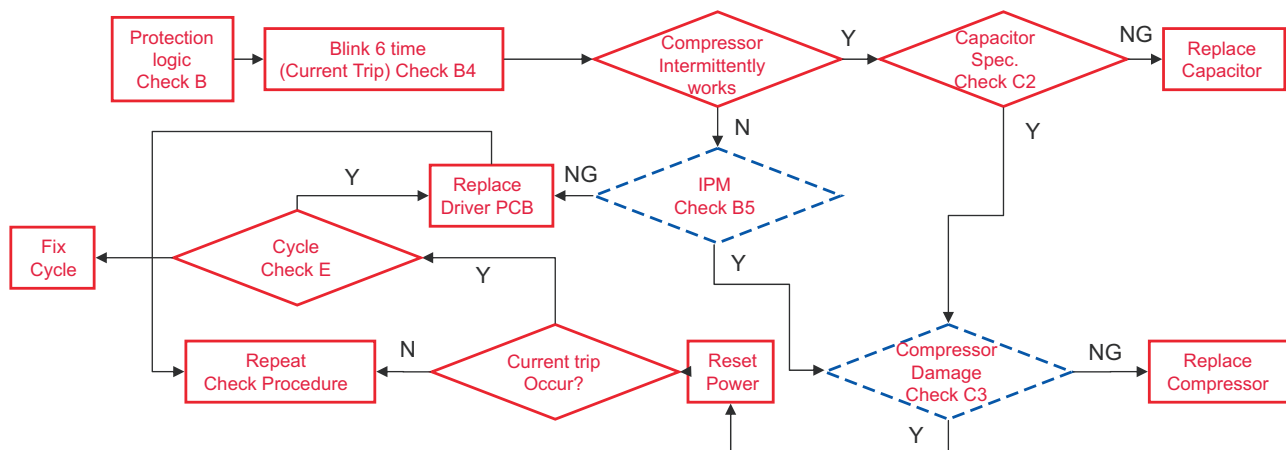 Protection
logic
Check B
Blink 6 time
(Current Trip) Check B4
Compressor
Intermittently
works
Y
Capacitor
Spec.
Check C2
NG
Replace
Capacitor
N
Y
IPM
Check B5
NG
Replace
Driver PCB
Y
Cycle
Check E
Fix
Cycle
Y
Y
Repeat
Check Procedure
N
Current trip
Occur?
Reset
Power
Compressor
Damage
Check C3
NG
Replace
Compressor
Y